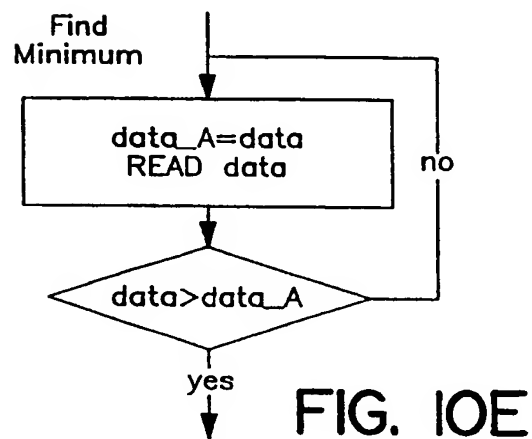 Find
Minimum
data_A=data
READ data
no
data>data_A
yes
FIG. 10E